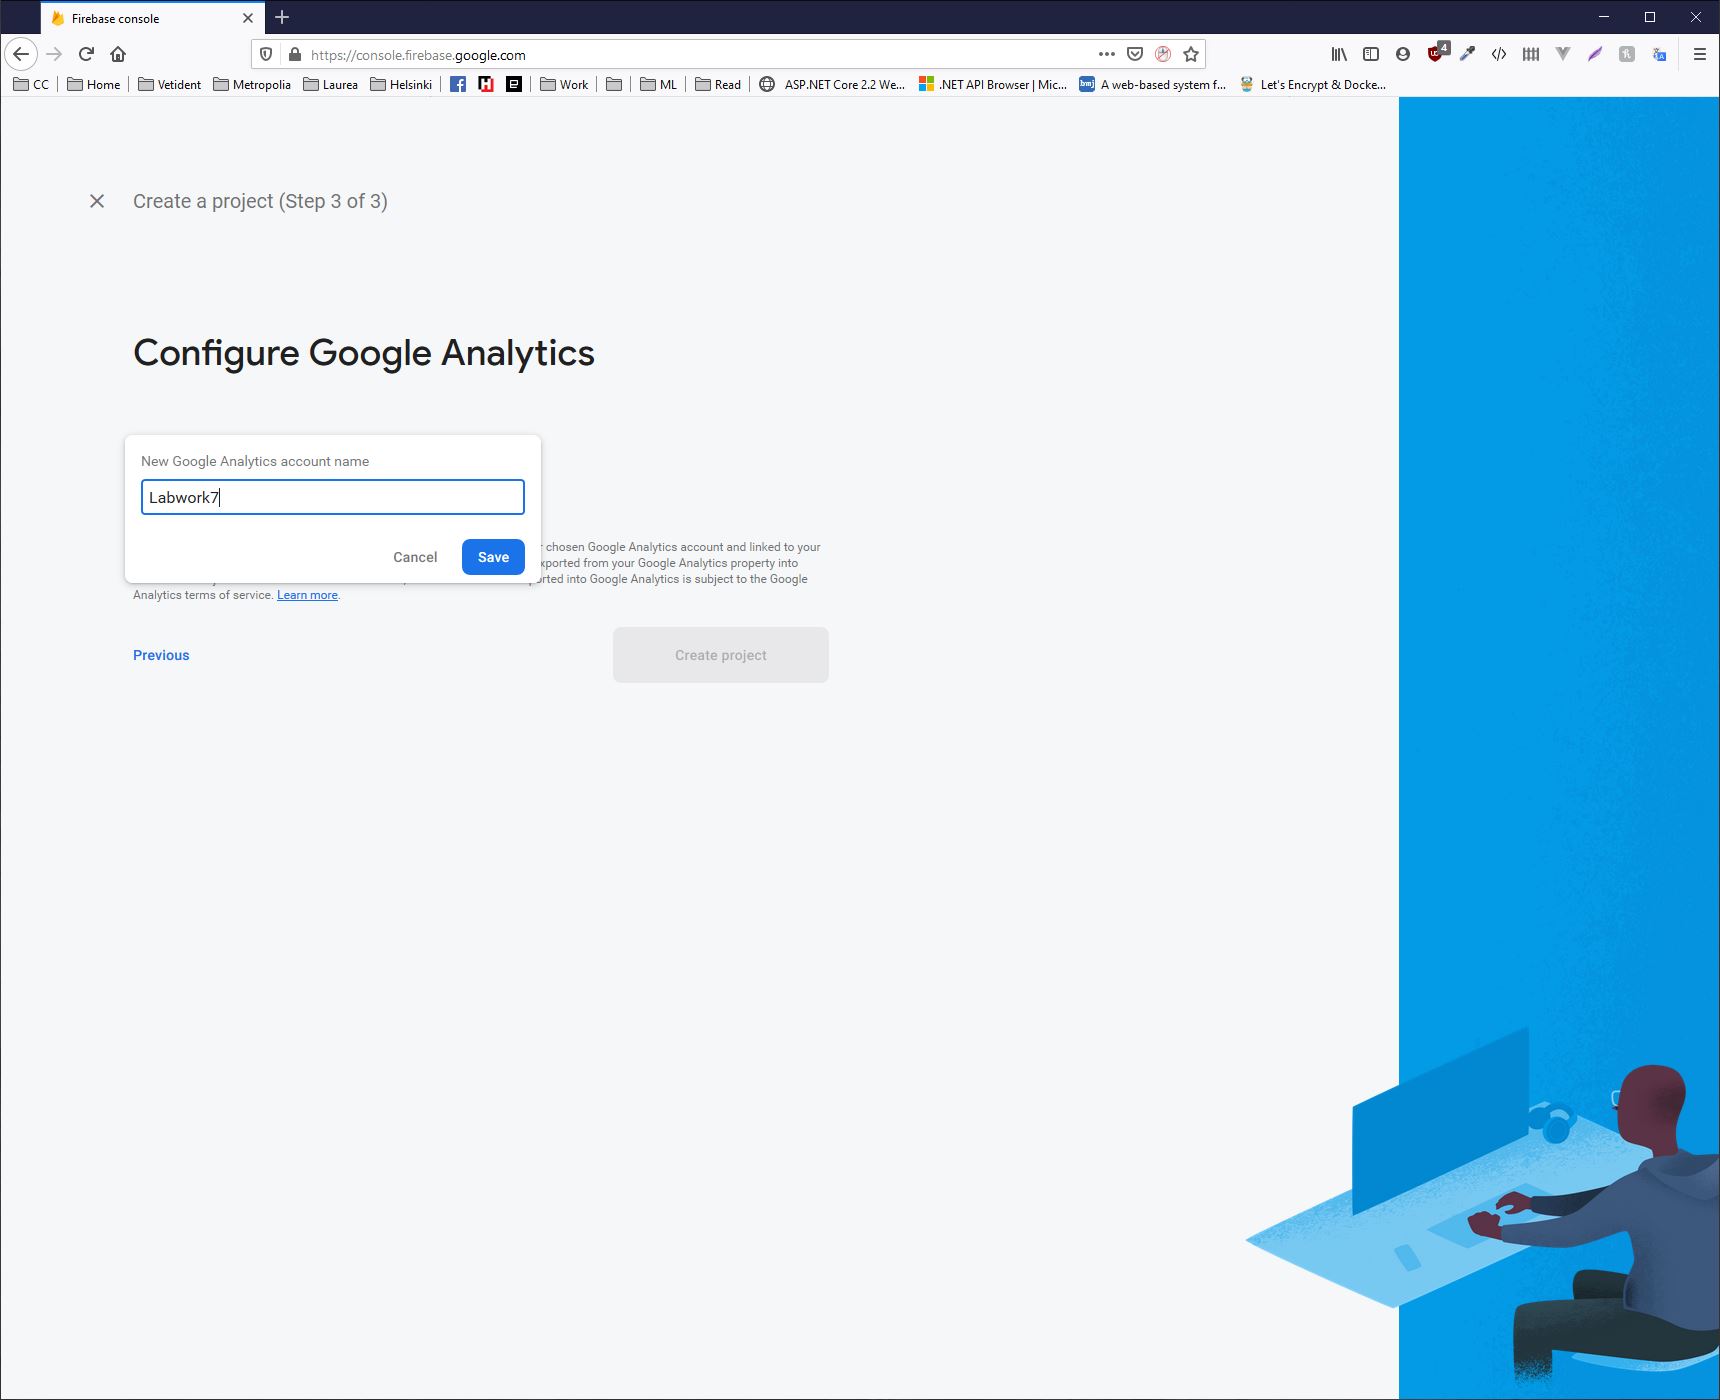 Firebase console
https://console.firebase.google.com
4
CC Home Vetident Metropolia Laurea Helsinki Work ML Read ASP.NET Core 2.2 We... .NET API Browser | Mic... bmj A web-based system f... Let's Encrypt & Docke...
Create a project (Step 3 of 3)
Configure Google Analytics
New Google Analytics account name
Labwork7
Cancel Save
chosen Google Analytics account and linked to your
xported from your Google Analytics property into
orted into Google Analytics is subject to the Google
Analytics terms of service. Learn more.
Previous Create project